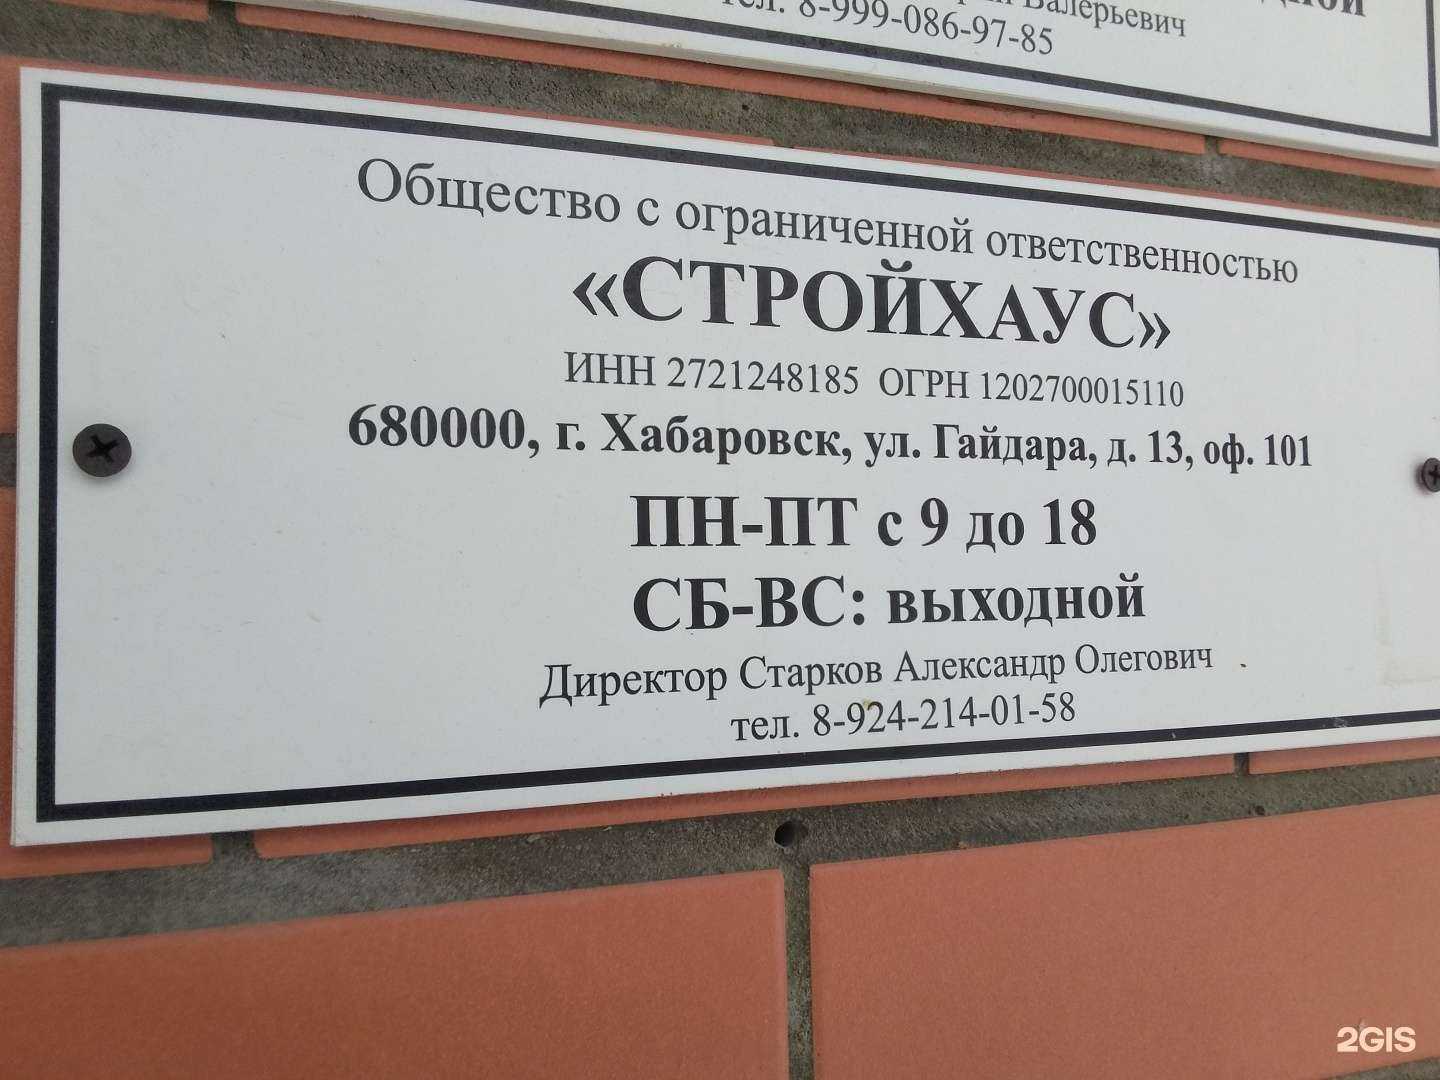 Валерьевич
тел. 8-999-086-97-85
Общество с ограниченной ответственностью
«СТРОЙХАУС»
ИНН 2721248185 ОГРН 1202700015110
680000, г. Хабаровск, ул. Гайдара, д. 13, оф. 101
ПН-ПТ с 9 до 18
СБ-ВС: выходной
Директор Старков Александр Олегович
тел. 8-924-214-01-58
2GIS